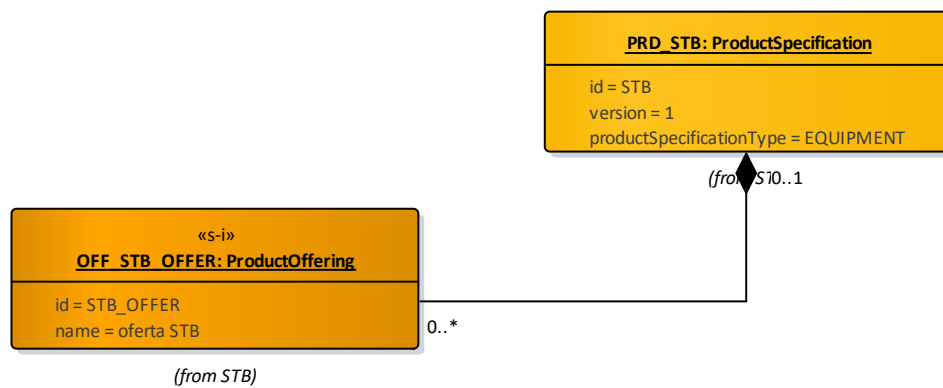 PRD_STB: ProductSpecification
id = STB
version = 1
productSpecificationType = EQUIPMENT
0..1
«s-i»
OFF_STB_OFFER: ProductOffering
id = STB_OFFER
name = oferta STB
0..*
(from STB)